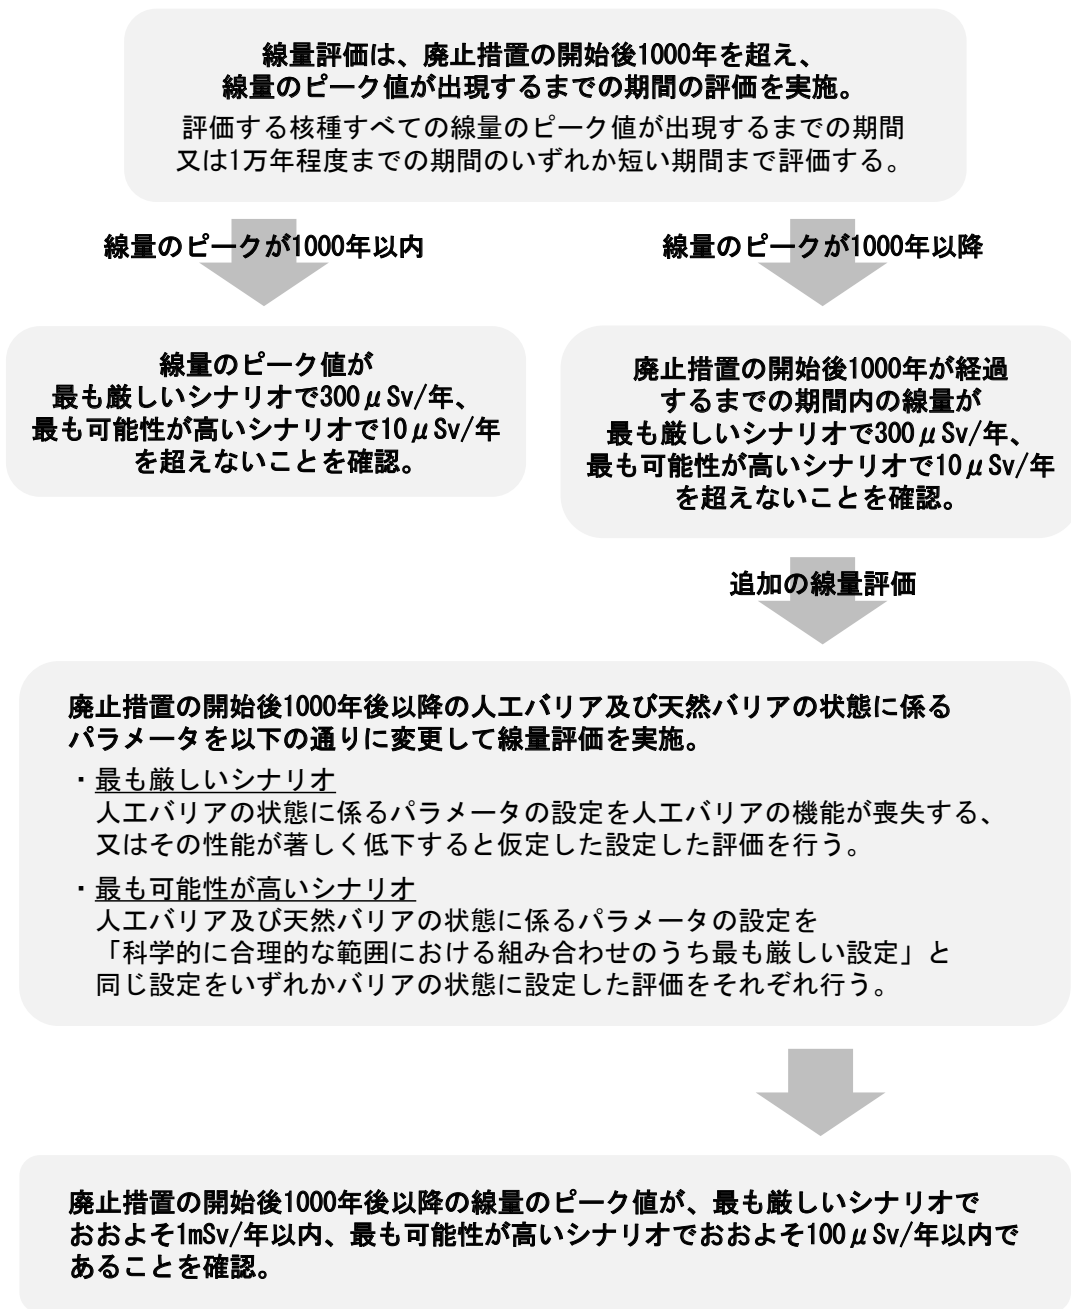 線量評価は、廃止措置の開始後1000年を超え、
線量のピーク値が出現するまでの期間の評価を実施。
評価する核種すべての線量のピーク値が出現するまでの期間
又は1万年程度までの期間のいずれか短い期間まで評価する。
線量のピークが1000年以内
線量のピークが1000年以降
線量のピーク値が
最も厳しいシナリオで300μSv/年、
最も可能性が高いシナリオで10μSv/年
を超えないことを確認。
廃止措置の開始後1000年が経過
するまでの期間内の線量が
最も厳しいシナリオで300μSv/年、
最も可能性が高いシナリオで10μSv/年
を超えないことを確認。
追加の線量評価
廃止措置の開始後1000年後以降の人工バリア及び天然バリアの状態に係る
パラメータを以下の通りに変更して線量評価を実施。
・最も厳しいシナリオ
人工バリアの状態に係るパラメータの設定を人工バリアの機能が喪失する、
又はその性能が著しく低下すると仮定した設定した評価を行う。
・最も可能性が高いシナリオ
人工バリア及び天然バリアの状態に係るパラメータの設定を
「科学的に合理的な範囲における組み合わせのうち最も厳しい設定」と
同じ設定をいずれかバリアの状態に設定した評価をそれぞれ行う。
廃止措置の開始後1000年後以降の線量のピーク値が、最も厳しいシナリオで
おおよそ1mSv/年以内、最も可能性が高いシナリオでおおよそ100μSv/年以内で
あることを確認。